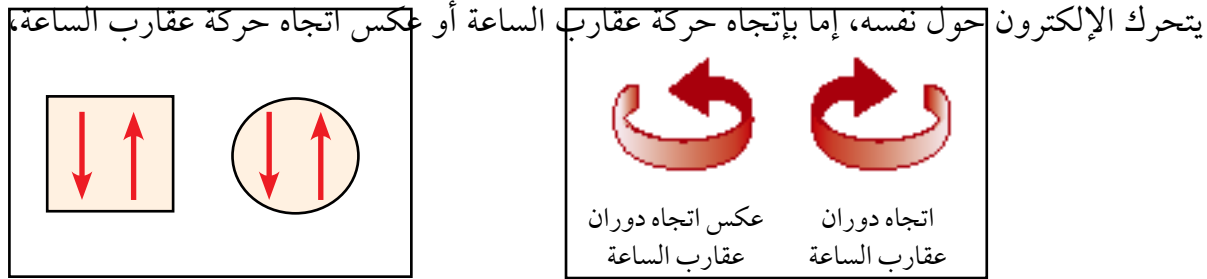 يتحرك الإلكترون حول نفسه، إما بإتجاه حركة عقارب الساعة أو عكس اتجاه حركة عقارب الساعة،
اتجاه دوران
عقارب الساعة
عكس اتجاه دوران
عقارب الساعة